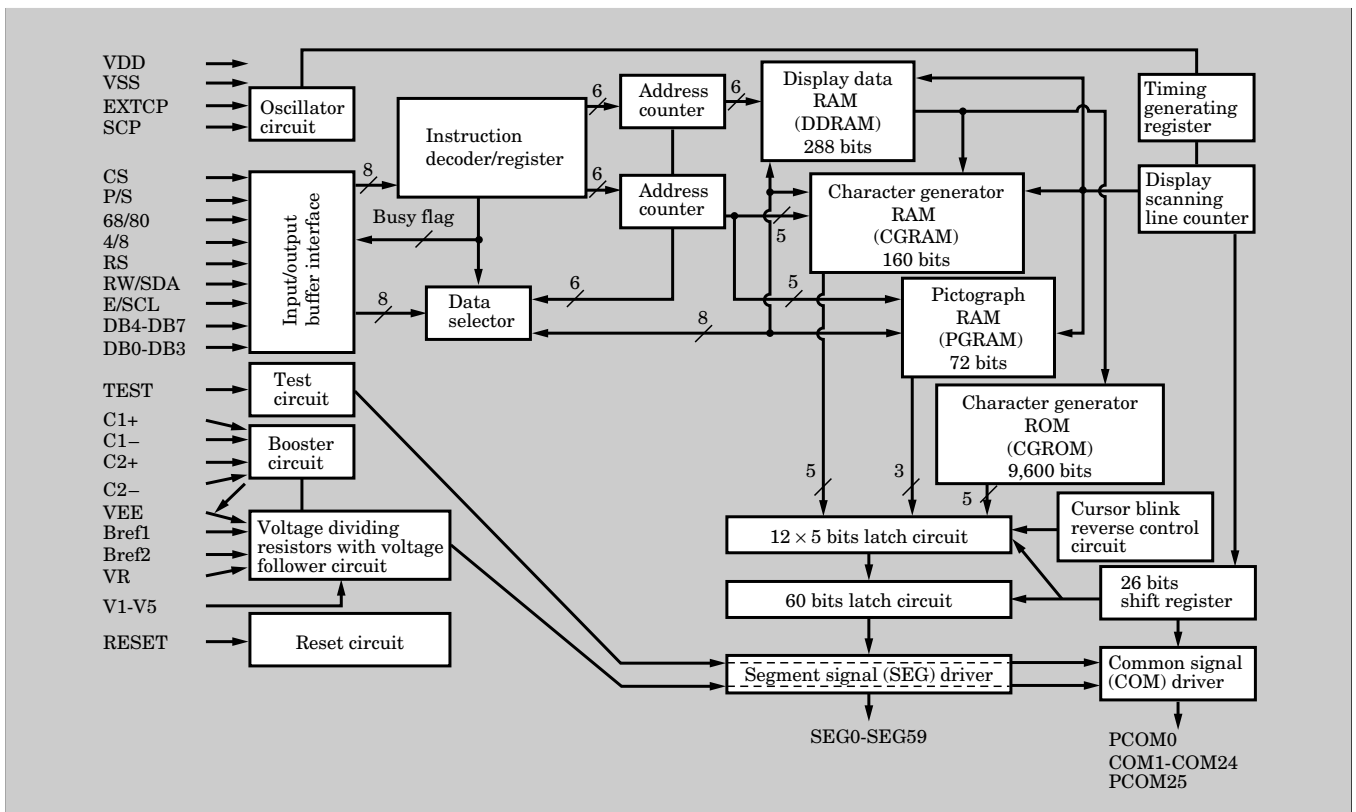 VDD
VSS
EXTCP
SCP
Oscillator
circuit
CS
P/S
68/80
4/8
RS
RW/SDA
E/SCL
DB4-DB7
DB0-DB3
Input/output
buffer interface
8
Instruction
decoder/register
Busy flag
8
Data
selector
6
Address
counter
6
6
Address
counter
6
8
Display data
RAM
(DDRAM)
288 bits
5
Character generator
RAM
(CGRAM)
160 bits
5
Pictograph
RAM
(PGRAM)
72 bits
Character generator
ROM
(CGROM)
9,600 bits
Timing
generating
register
Display
scanning
line counter
TEST
Test
circuit
C1+
C1−
C2+
C2−
Booster
circuit
VEE
Bref1
Bref2
VR
V1-V5
Voltage dividing
resistors with voltage
follower circuit
RESET
Reset circuit
5
3
5
12 × 5 bits latch circuit
Cursor blink
reverse control
circuit
60 bits latch circuit
26 bits
shift register
Segment signal (SEG) driver
Common signal
(COM) driver
SEG0-SEG59
PCOM0
COM1-COM24
PCOM25